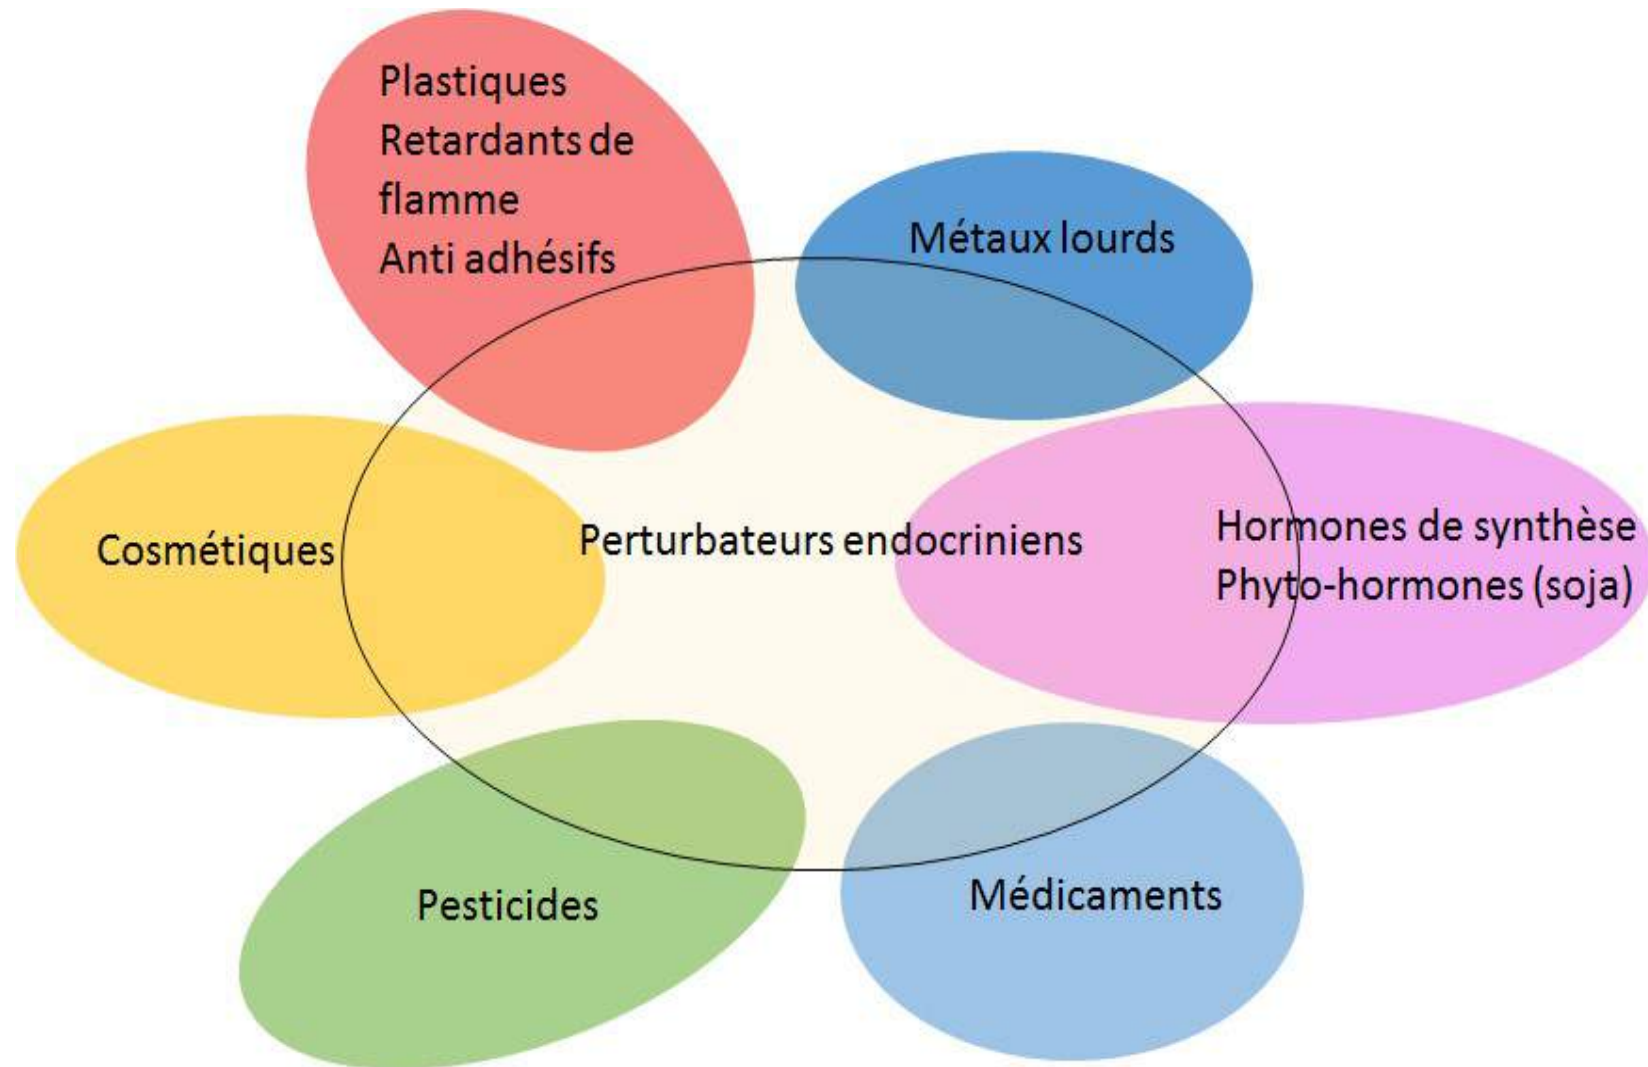 Plastiques
Retardants de
flamme
Anti adhésifs
Métaux lourds
Cosmétiques
Perturbateurs endocriniens
Hormones de synthèse
Phyto-hormones (soja)
Pesticides
Médicaments